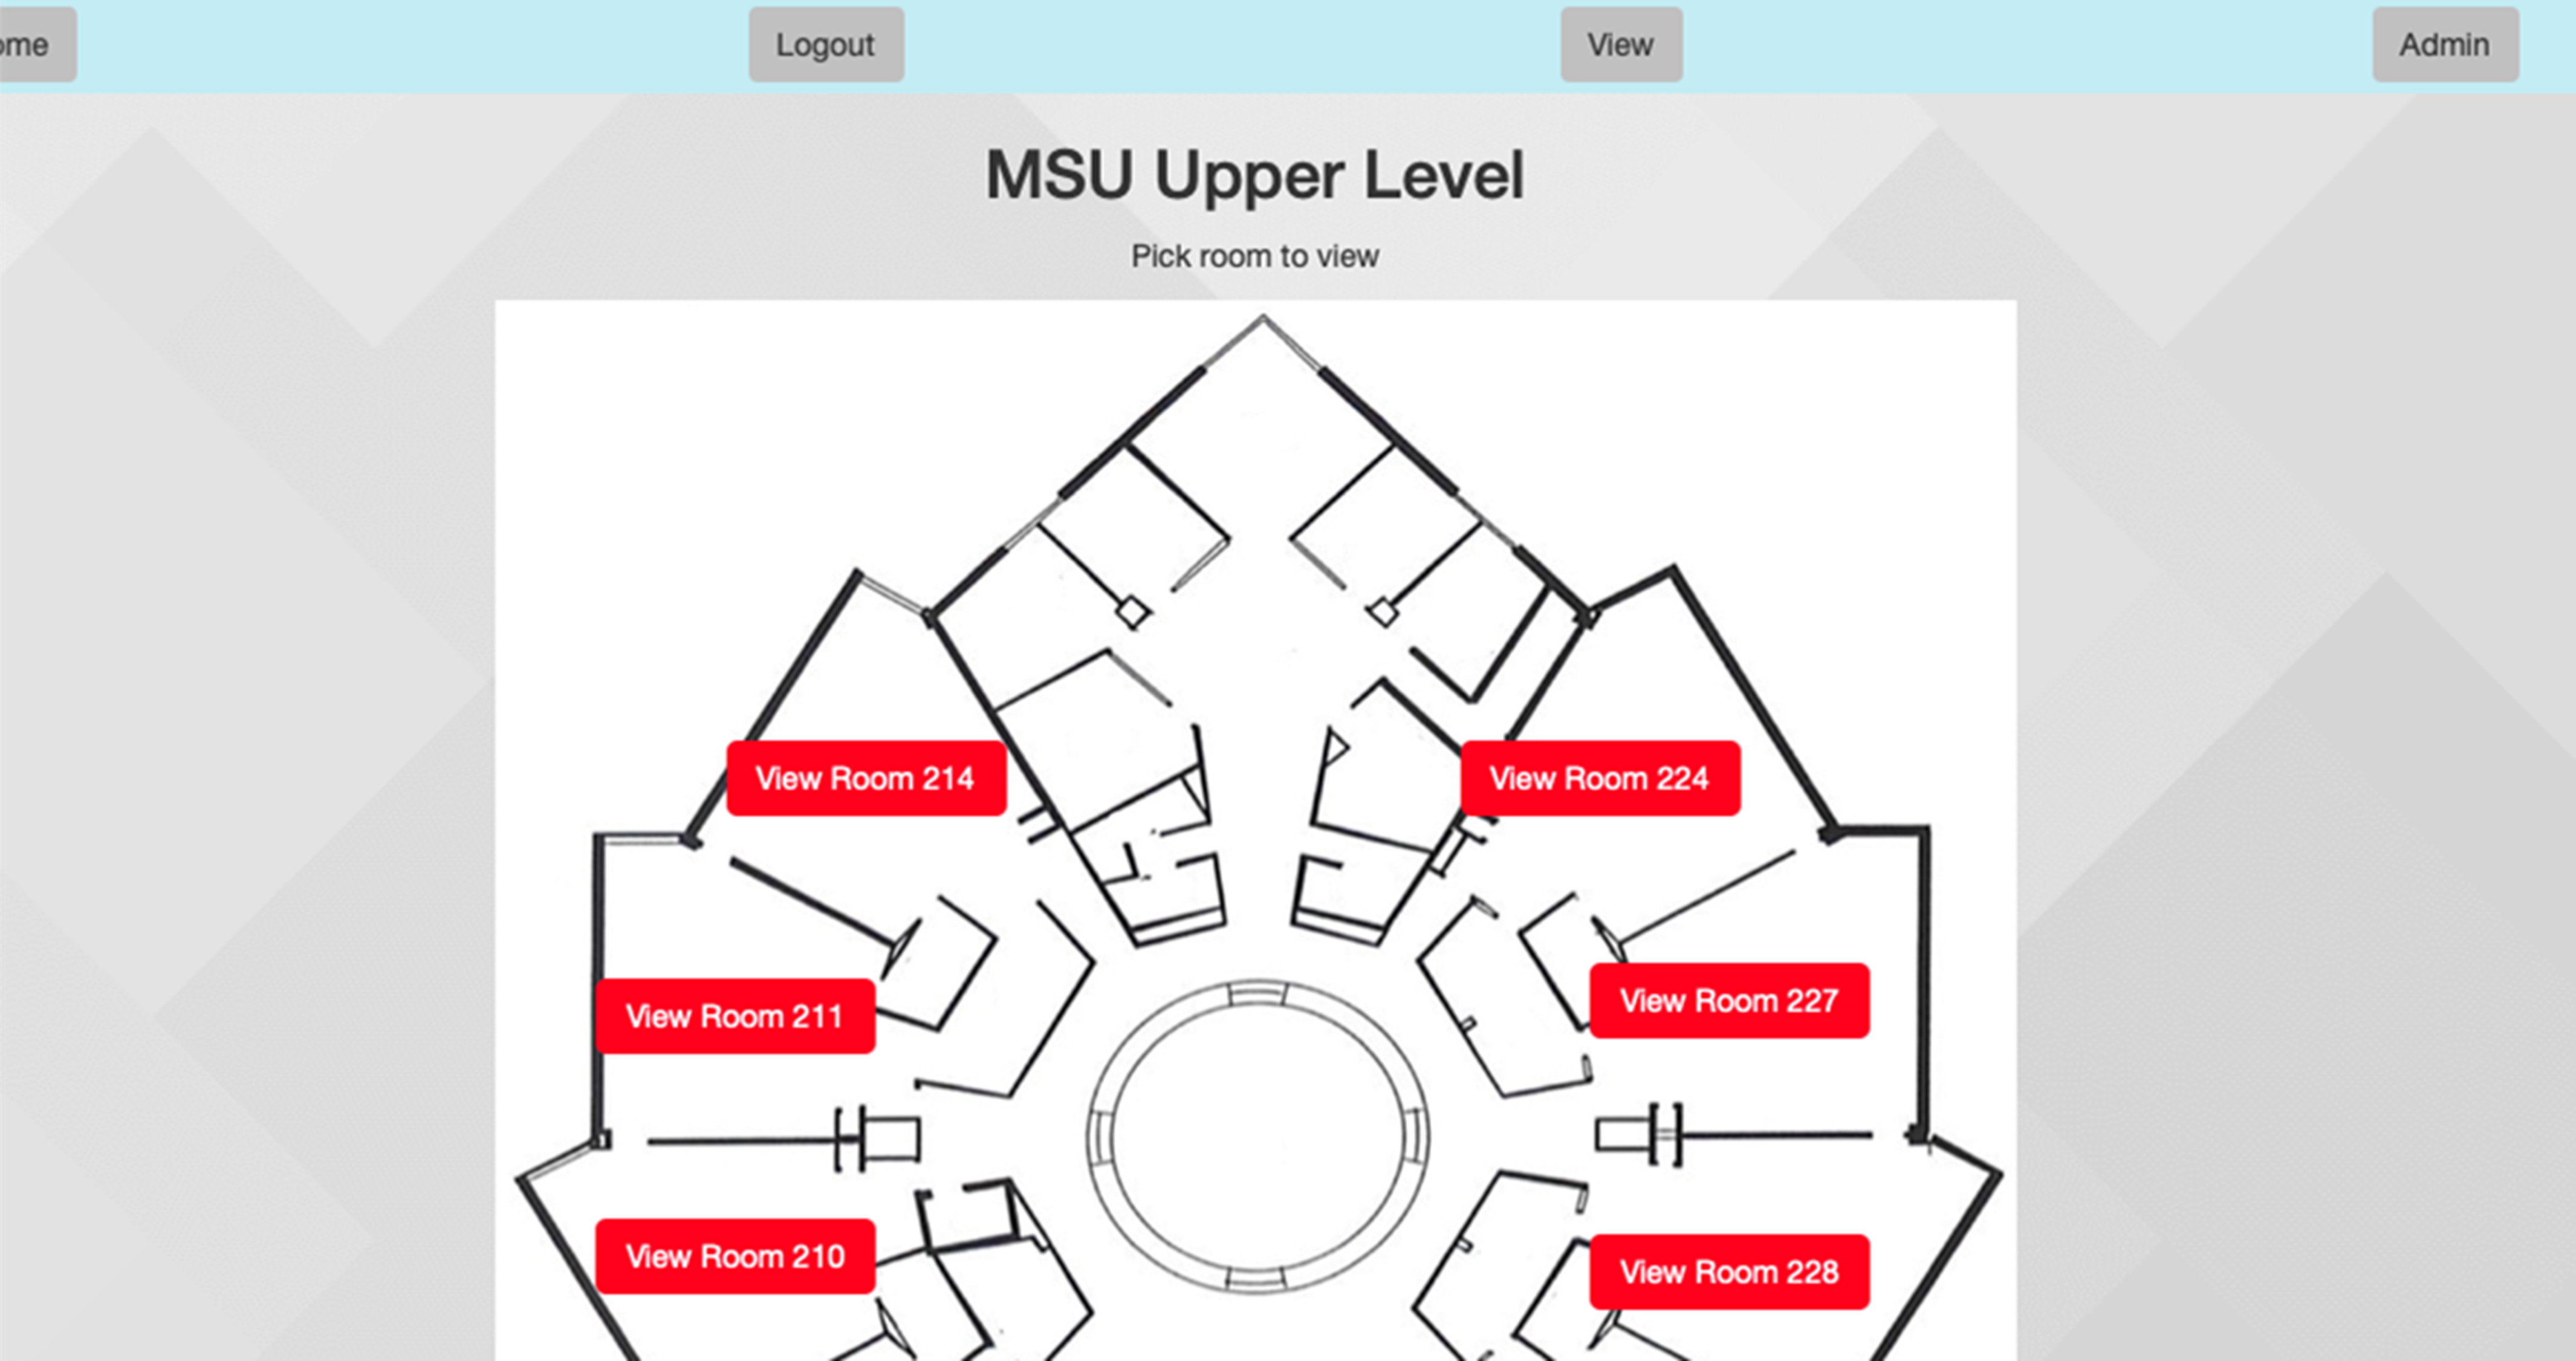 ome Logout View Admin
MSU Upper Level
Pick room to view
View Room 214
View Room 224
View Room 211
View Room 227
View Room 210
View Room 228